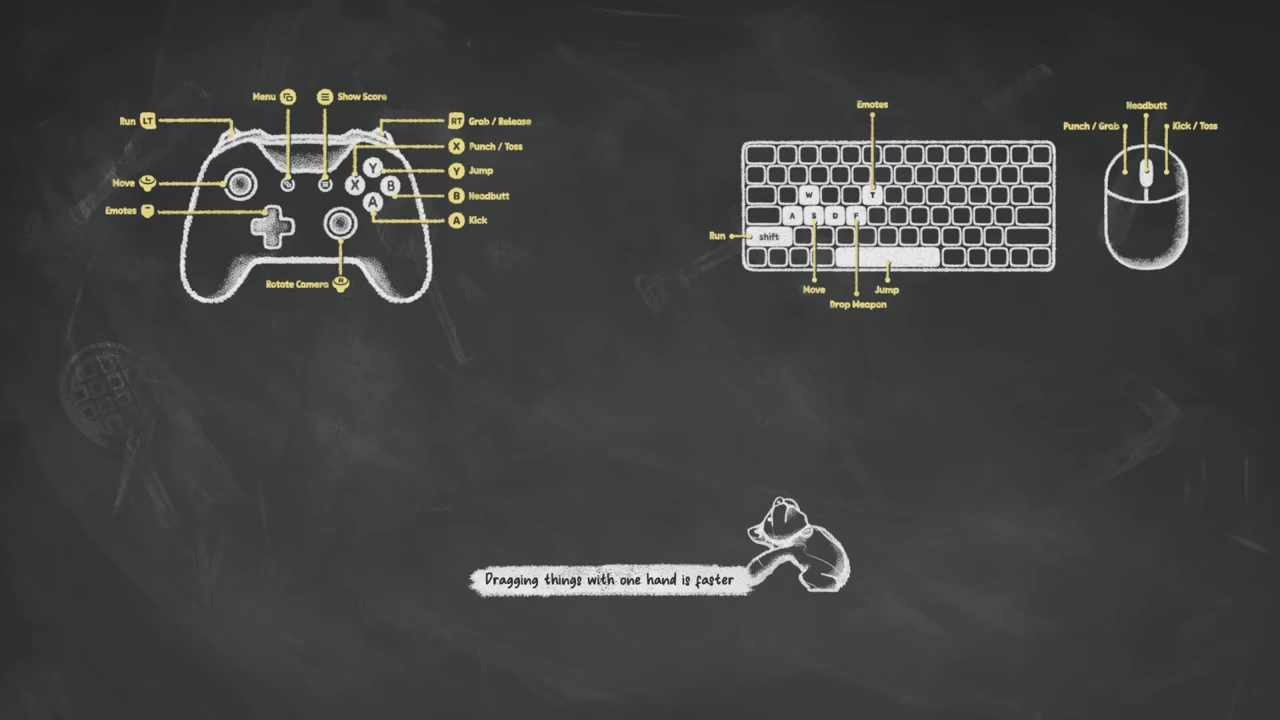 Menu
Show Score
Run LT
RT Grab / Release
X Punch / Toss
Y Jump
Move L
B Headbutt
Emotes
A Kick
Y
X B
A
Rotate Camera R
Emotes
W T
A S D F
Run shift
Move
Jump
Drop Weapon
Headbutt
Punch / Grab
Kick / Toss
Dragging things with one hand is faster